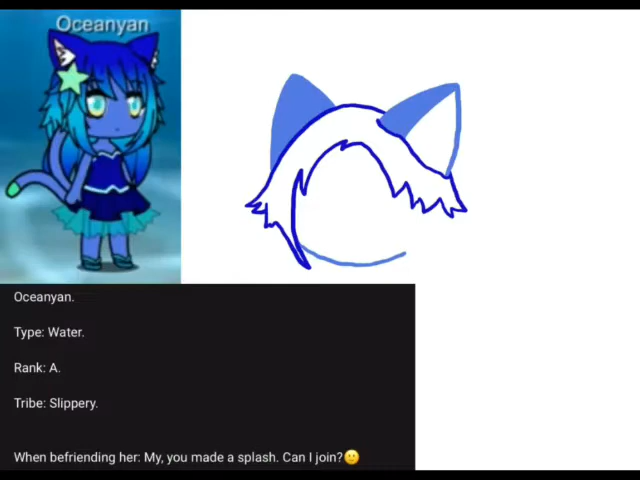 Oceanyan
Oceanyan.
Type: Water.
Rank: A.
Tribe: Slippery.
When befriending her: My, you made a splash. Can I join?🙂